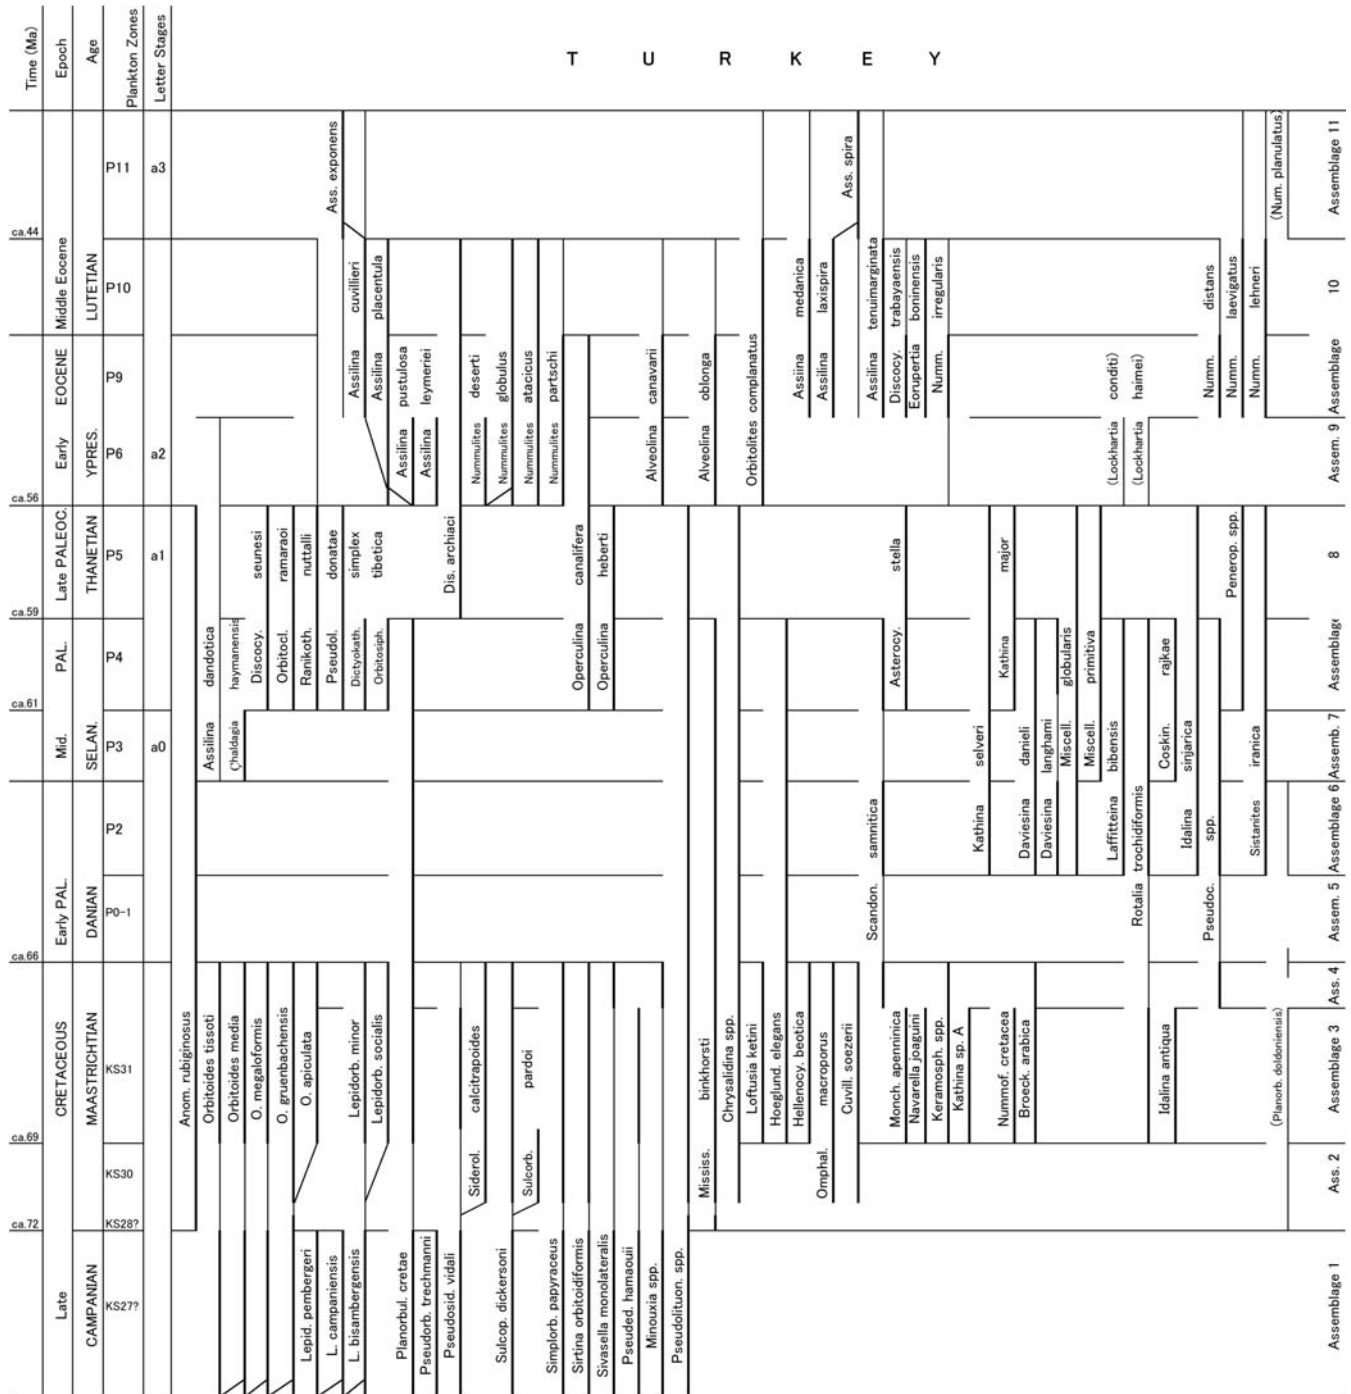 Time (Ma)
Epoch
Age
Plankton Zones
Letter Stages
T U R K E Y
ca.44
ca.56
ca.59
ca.61
ca.66
ca.69
ca.72
Middle Eocene
EOCENE
Early
Late PALEOC.
PAL.
Mid.
Early PAL.
CRETACEOUS
Late
LUTETIAN
YPRES.
THANETIAN
SELAN.
DANIAN
MAASTRICHTIAN
CAMPANIAN
P11
P10
P9
P6
P5
P4
P3
P2
P0-1
KS31
KS30
KS28?
KS27?
a3
a2
a1
a0
Anom. rubiginosus
Assilina dandotica
Orbitoides tissoti
Çhaldagia haymanensis
Orbitoides media
Discocy. seunesi
O. megaloformis
Orbitocl. ramaraoi
O. gruenbachensis
Ranikoth. nuttalli
O. apiculata
Lepid. pembergeri
Pseudol. donatae
L. campaniensis
Ass. exponens
Assilina cuvillieri
Dictyokath. simplex
Lepidorb. minor
L. bisambergensis
Assilina placentula
Orbitosiph. tibetica
Lepidorb. socialis
Assilina pustulosa
Planorbul. cretae
Assilina leymeriei
Pseudorb. trechmanni
Dis. archiaci
Pseudosid. vidali
Nummulites deserti
Siderol. calcitrapoides
Nummulites globulus
Sulcop. dickersoni
Nummulites atacicus
Sulcorb. pardoi
Nummulites partschi
Simplorb. papyraceus
Operculina canalifera
Sirtina orbitoidiformis
Operculina heberti
Sivasella monolateralis
Pseuded. hamaouii
Alveolina canavarii
Minouxia spp.
Pseudolituon. spp.
Alveolina oblonga
Mississ. binkhorsti
Chrysalidina spp.
Orbitolites complanatus
Loftusia ketini
Hoeglund. elegans
Assiina medanica
Hellenocy. beotica
Assilina laxispira
Omphal. macroporus
Ass. spira
Cuvill. soezerii
Assilina tenuimarginata
Scandon. samnitica
Discocy. trabayaensis
Asterocy. stella
Monch. apenninica
Eorupertia boninensis
Navarella joaguini
Numm. irregularis
Keramosph. spp.
Kathina sp. A
Kathina selveri
Kathina major
Nummof. cretacea
Daviesina danieli
Broeck. arabica
Daviesina langhami
Miscell. globularis
Miscell. primitiva
(Lockhartia conditi)
Laffitteina bibensis
(Lockhartia haimei)
Rotalia trochidiformis
Coskin. rajkae
Idalina antiqua
Idalina sinjarica
Numm. distans
Pseudoc. spp.
Numm. laevigatus
Penerop. spp.
Numm. lehneri
Sistanites iranica
(Num. planulatus)
(Planorb. doldoniensis)
Assemblage 11
Assemblage 10
Assem. 9
Assemblage 8
Assemb. 7
Assemblage 6
Assem. 5
Ass. 4
Assemblage 3
Ass. 2
Assemblage 1